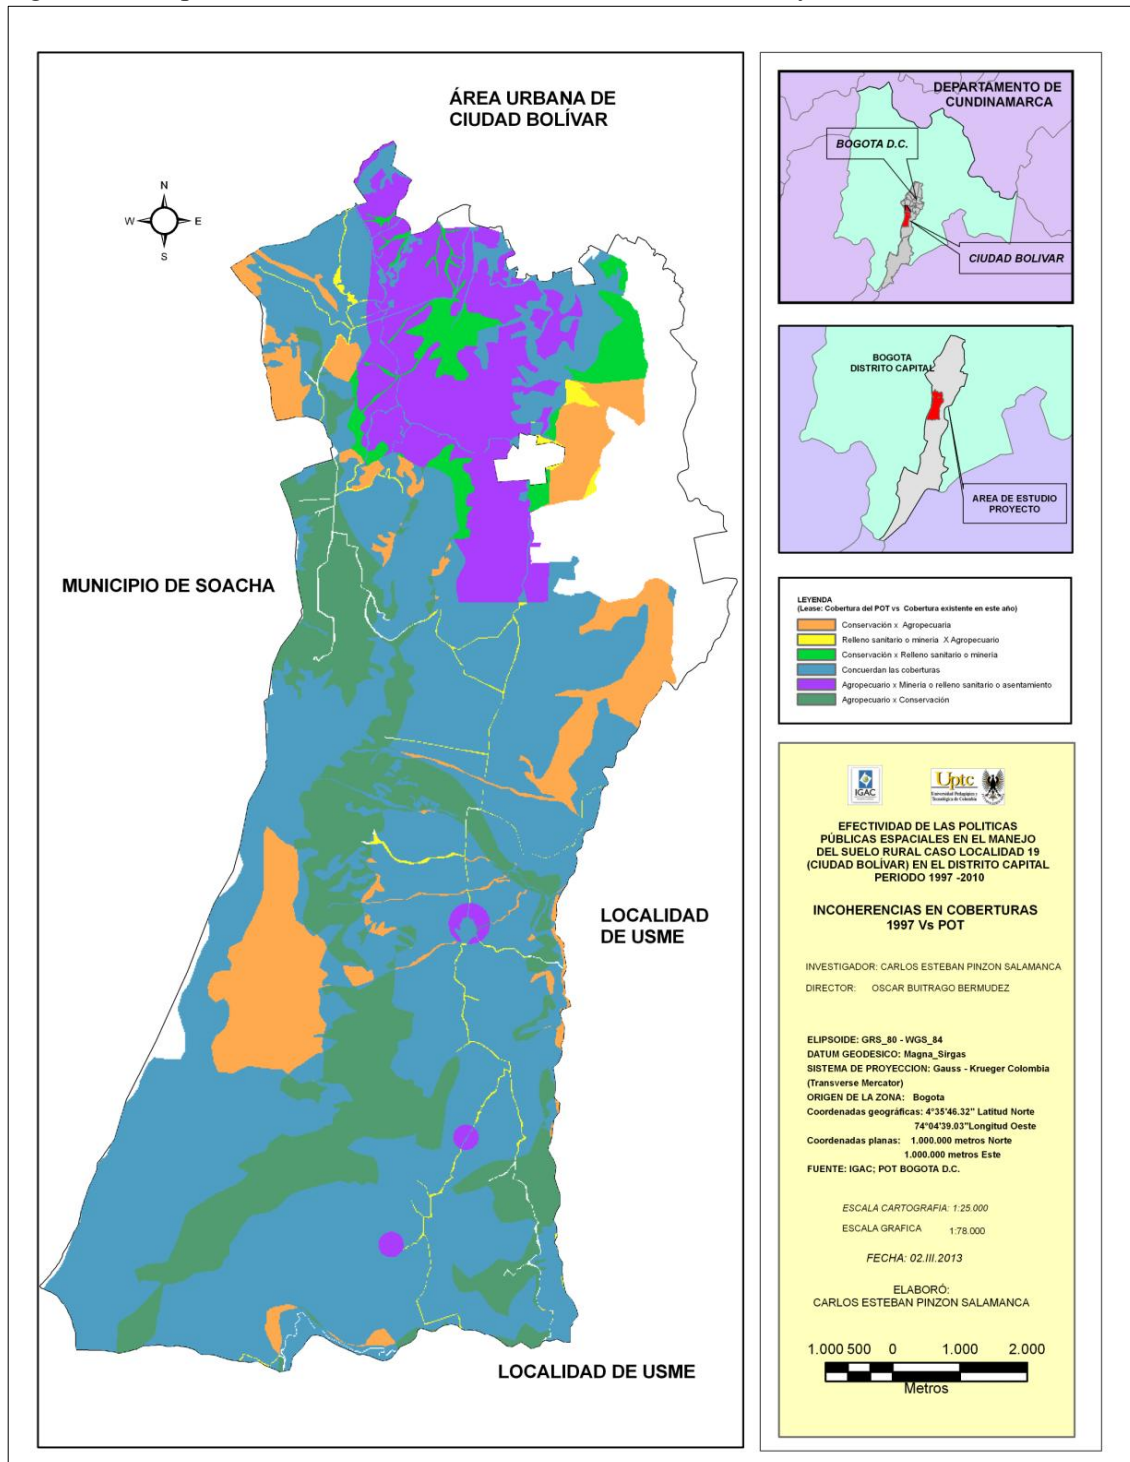 ÁREA URBANA DE
CIUDAD BOLÍVAR
N
W
E
S
MUNICIPIO DE SOACHA
LOCALIDAD
DE USME
LOCALIDAD DE USME
DEPARTAMENTO DE
CUNDINAMARCA
BOGOTA D.C.
CIUDAD BOLIVAR
BOGOTA
DISTRITO CAPITAL
AREA DE ESTUDIO
PROYECTO
LEYENDA
(Lease: Cobertura del POT vs Cobertura existente en este año)
Conservación x Agropecuaria
Relleno sanitario o mineria X Agropecuario
Conservación x Relleno sanitario o mineria
Concuerdan las coberturas
Agropecuario x Mineria o relleno sanitario o asentamiento
Agropecuario x Conservación
IGAC
Uptc
Universidad Pedagógica y
Tecnológica de Colombia
EFECTIVIDAD DE LAS POLITICAS
PÚBLICAS ESPACIALES EN EL MANEJO
DEL SUELO RURAL CASO LOCALIDAD 19
(CIUDAD BOLÍVAR) EN EL DISTRITO CAPITAL
PERIODO 1997 -2010
INCOHERENCIAS EN COBERTURAS
1997 Vs POT
INVESTIGADOR: CARLOS ESTEBAN PINZON SALAMANCA
DIRECTOR: OSCAR BUITRAGO BERMUDEZ
ELIPSOIDE: GRS_80 - WGS_84
DATUM GEODESICO: Magna_Sirgas
SISTEMA DE PROYECCION: Gauss - Krueger Colombia
(Transverse Mercator)
ORIGEN DE LA ZONA: Bogota
Coordenadas geográficas: 4°35'46.32" Latitud Norte
74°04'39.03"Longitud Oeste
Coordenadas planas: 1.000.000 metros Norte
1.000.000 metros Este
FUENTE: IGAC; POT BOGOTA D.C.
ESCALA CARTOGRAFIA: 1:25.000
ESCALA GRAFICA 1:78.000
FECHA: 02.III.2013
ELABORÓ:
CARLOS ESTEBAN PINZON SALAMANCA
1.000 500 0 1.000 2.000
Metros